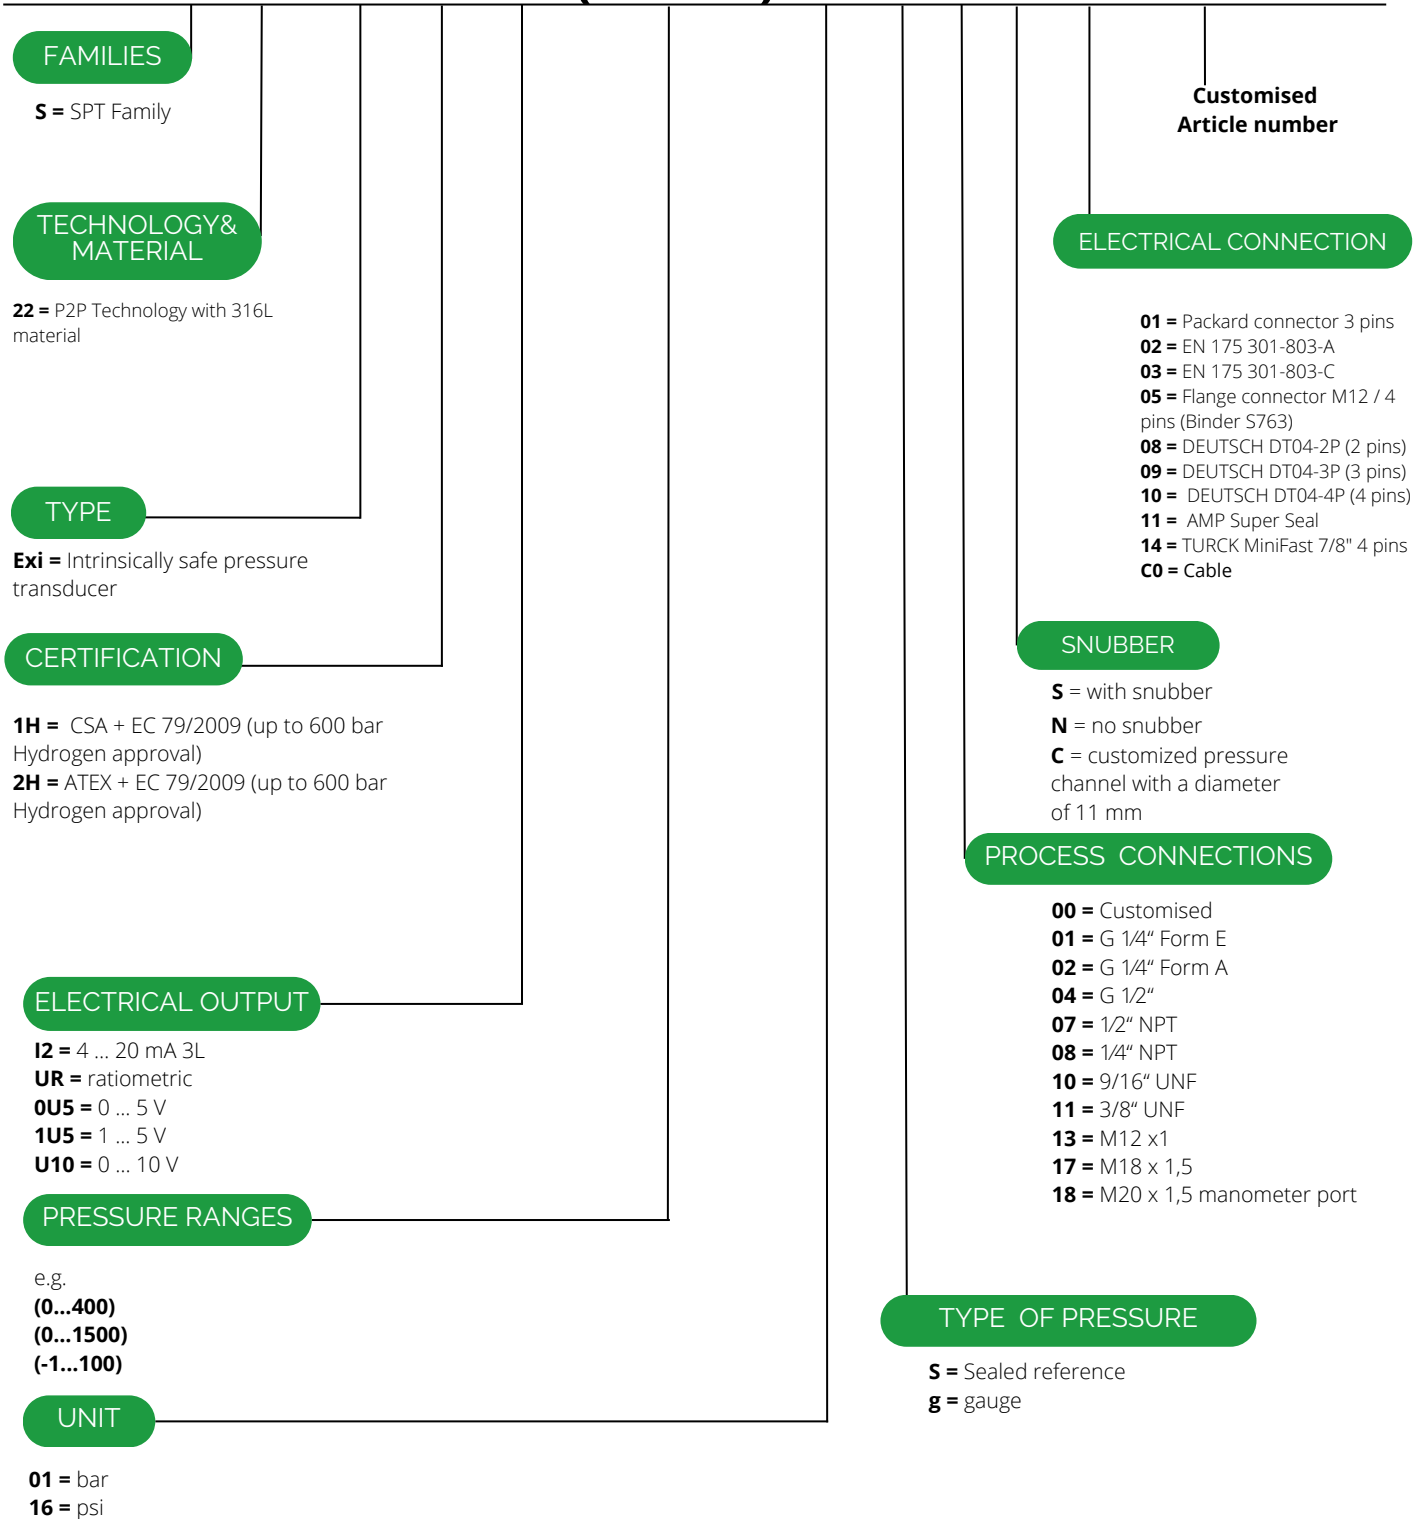 FAMILIES
S = SPT Family
TECHNOLOGY&
MATERIAL
22 = P2P Technology with 316L
material
TYPE
Exi = Intrinsically safe pressure
transducer
CERTIFICATION
1H = CSA + EC 79/2009 (up to 600 bar
Hydrogen approval)
2H = ATEX + EC 79/2009 (up to 600 bar
Hydrogen approval)
ELECTRICAL OUTPUT
I2 = 4 ... 20 mA 3L
UR = ratiometric
0U5 = 0 ... 5 V
1U5 = 1 ... 5 V
U10 = 0 ... 10 V
PRESSURE RANGES
e.g.
(0...400)
(0...1500)
(-1...100)
UNIT
01 = bar
16 = psi
Customised
Article number
ELECTRICAL CONNECTION
01 = Packard connector 3 pins
02 = EN 175 301-803-A
03 = EN 175 301-803-C
05 = Flange connector M12 / 4
pins (Binder S763)
08 = DEUTSCH DT04-2P (2 pins)
09 = DEUTSCH DT04-3P (3 pins)
10 = DEUTSCH DT04-4P (4 pins)
11 = AMP Super Seal
14 = TURCK MiniFast 7/8" 4 pins
C0 = Cable
SNUBBER
S = with snubber
N = no snubber
C = customized pressure
channel with a diameter
of 11 mm
PROCESS CONNECTIONS
00 = Customised
01 = G 1/4“ Form E
02 = G 1/4“ Form A
04 = G 1/2“
07 = 1/2“ NPT
08 = 1/4“ NPT
10 = 9/16“ UNF
11 = 3/8“ UNF
13 = M12 x1
17 = M18 x 1,5
18 = M20 x 1,5 manometer port
TYPE OF PRESSURE
S = Sealed reference
g = gauge